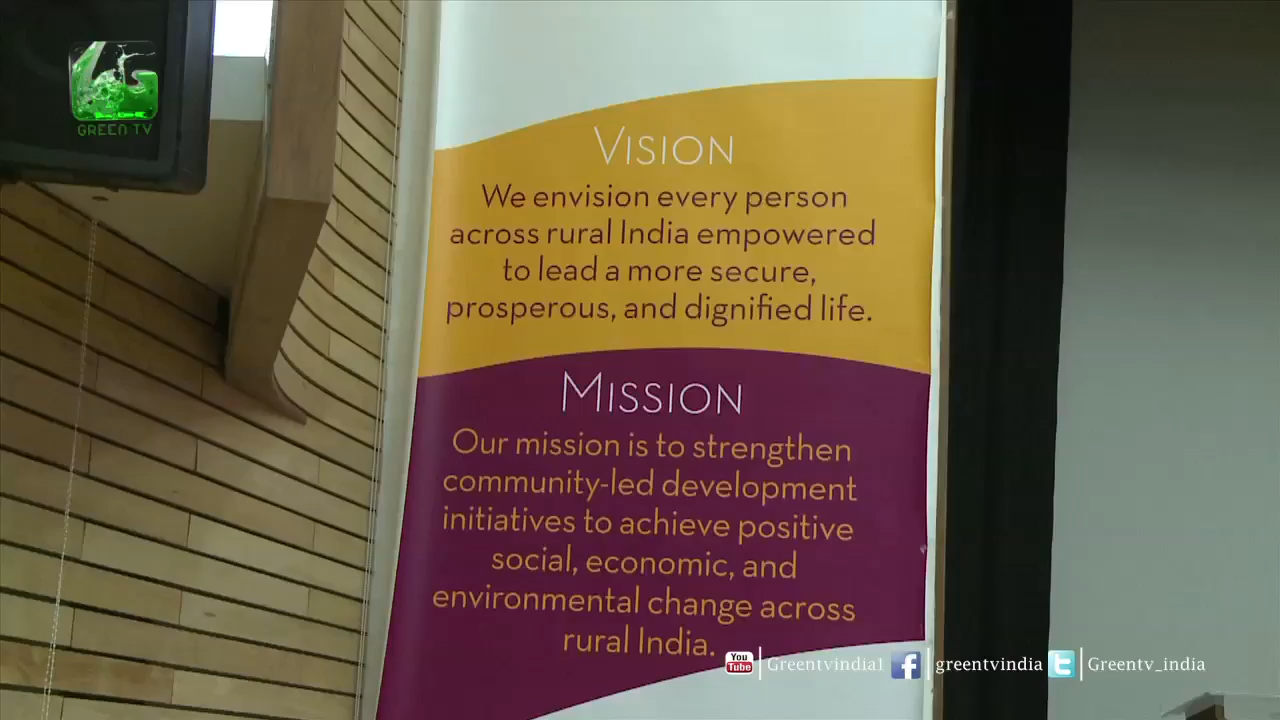 GREEN TV
VISION
We envision every person
across rural India empowered
to lead a more secure,
prosperous, and dignified life.
MISSION
Our mission is to strengthen
community-led development
initiatives to achieve positive
social, economic, and
environmental change across
rural India.
You Tube Greentvindia1 f greentvindia t Greentv_india